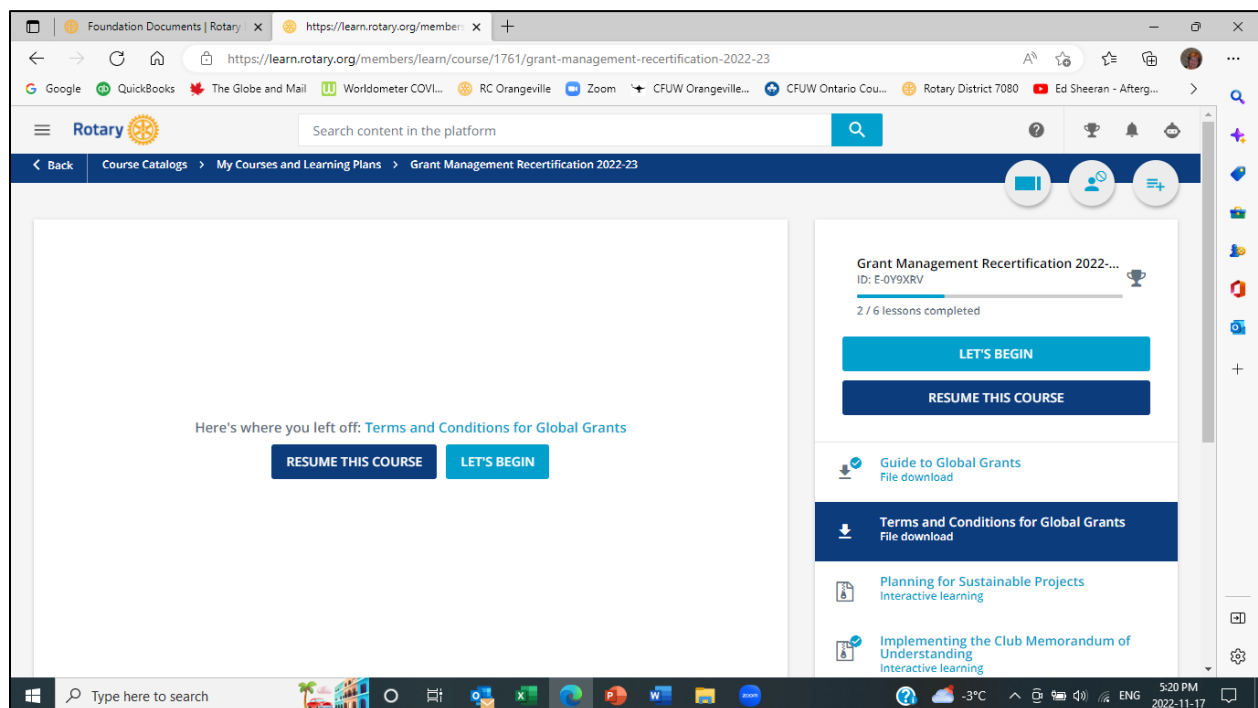 Foundation Documents | Rotary
https://learn.rotary.org/member
https://learn.rotary.org/members/learn/course/1761/grant-management-recertification-2022-23
Google QuickBooks The Globe and Mail Worldometer COVI... RC Orangeville Zoom CFUW Orangeville... CFUW Ontario Cou... Rotary District 7080 Ed Sheeran - Afterg...
Rotary
Search content in the platform
Back Course Catalogs > My Courses and Learning Plans > Grant Management Recertification 2022-23
Here's where you left off: Terms and Conditions for Global Grants
RESUME THIS COURSE LET'S BEGIN
Grant Management Recertification 2022-...
ID: E-0Y9XRV
2 / 6 lessons completed
LET'S BEGIN
RESUME THIS COURSE
Guide to Global Grants
File download
Terms and Conditions for Global Grants
File download
Planning for Sustainable Projects
Interactive learning
Implementing the Club Memorandum of
Understanding
Interactive learning
Type here to search
-3°C
ENG
5:20 PM
2022-11-17